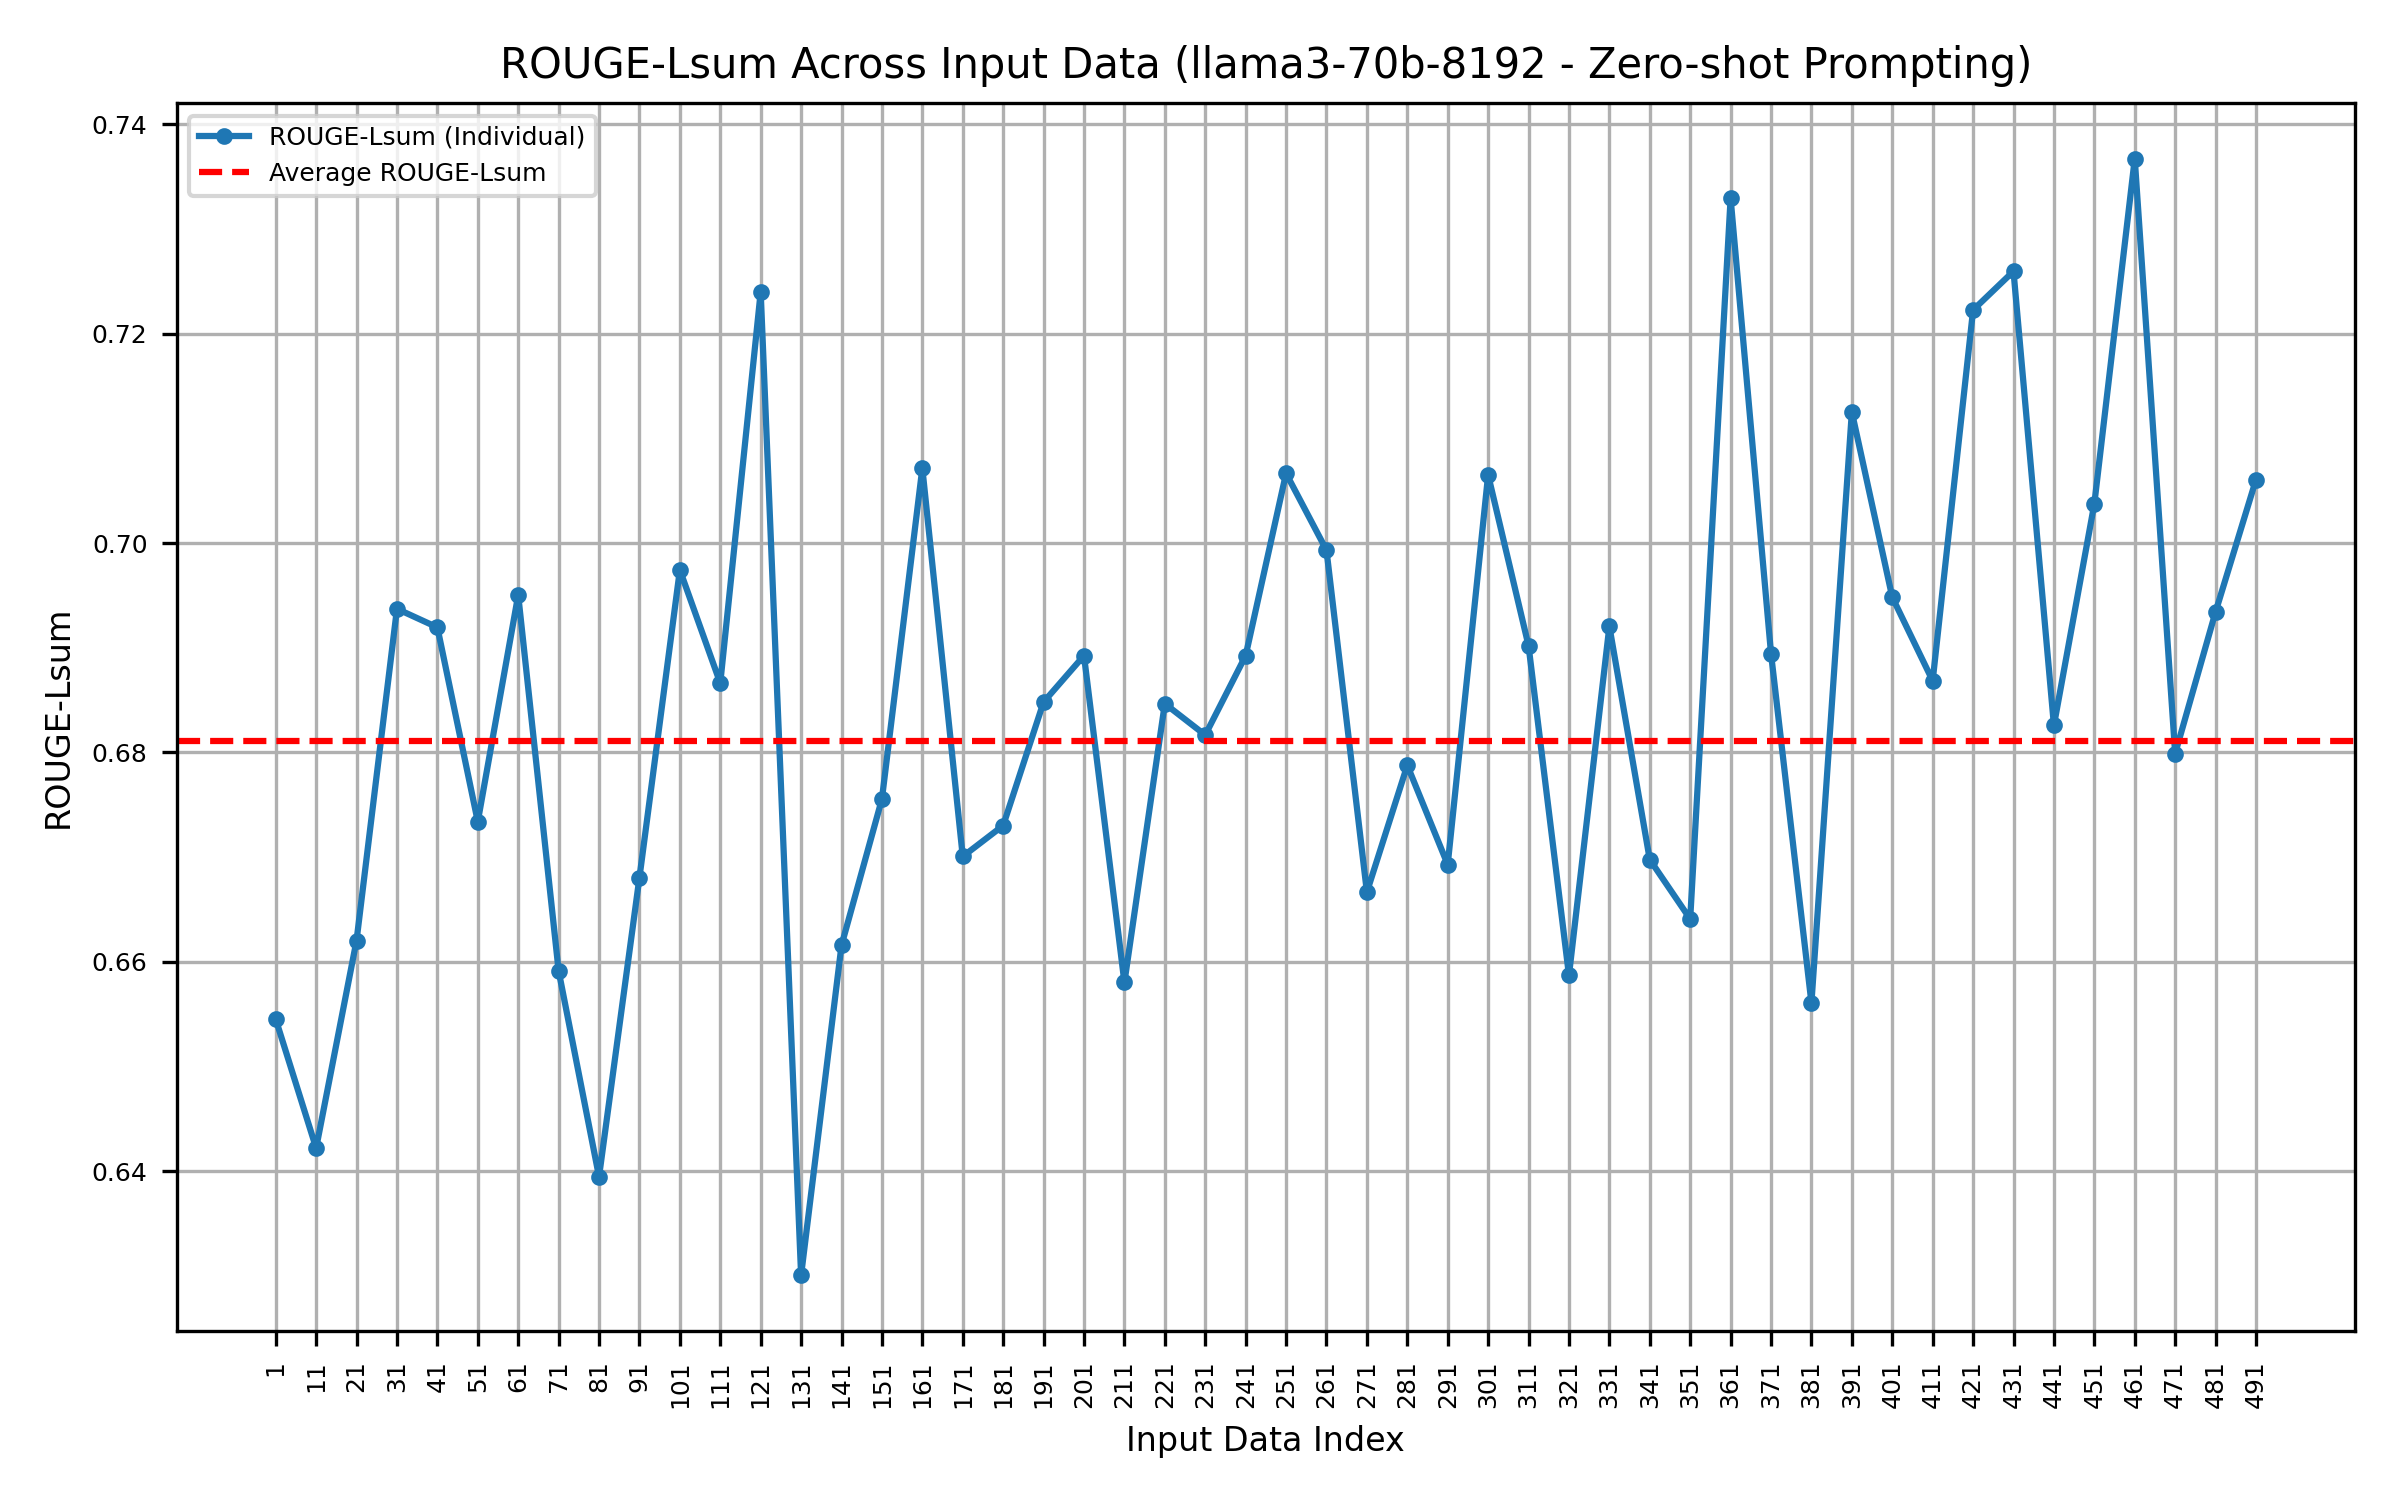 ROUGE-Lsum Across Input Data (llama3-70b-8192 - Zero-shot Prompting)
ROUGE-Lsum (Individual)
Average ROUGE-Lsum
0.74
0.72
0.70
0.68
0.66
0.64
ROUGE-Lsum
1 11 21 31 41 51 61 71 81 91 101 111 121 131 141 151 161 171 181 191 201 211 221 231 241 251 261 271 281 291 301 311 321 331 341 351 361 371 381 391 401 411 421 431 441 451 461 471 481 491
Input Data Index